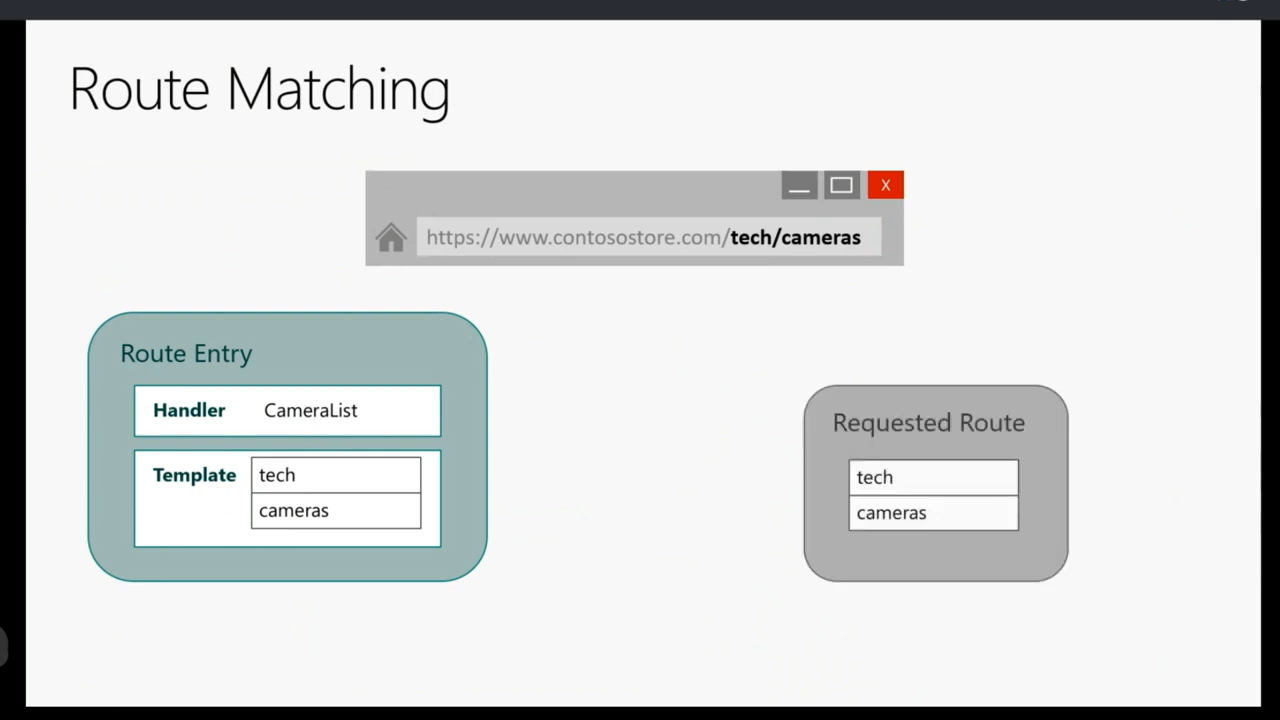 Route Matching
X
https://www.contosostore.com/tech/cameras
Route Entry
Handler CameraList
Template tech
cameras
Requested Route
tech
cameras